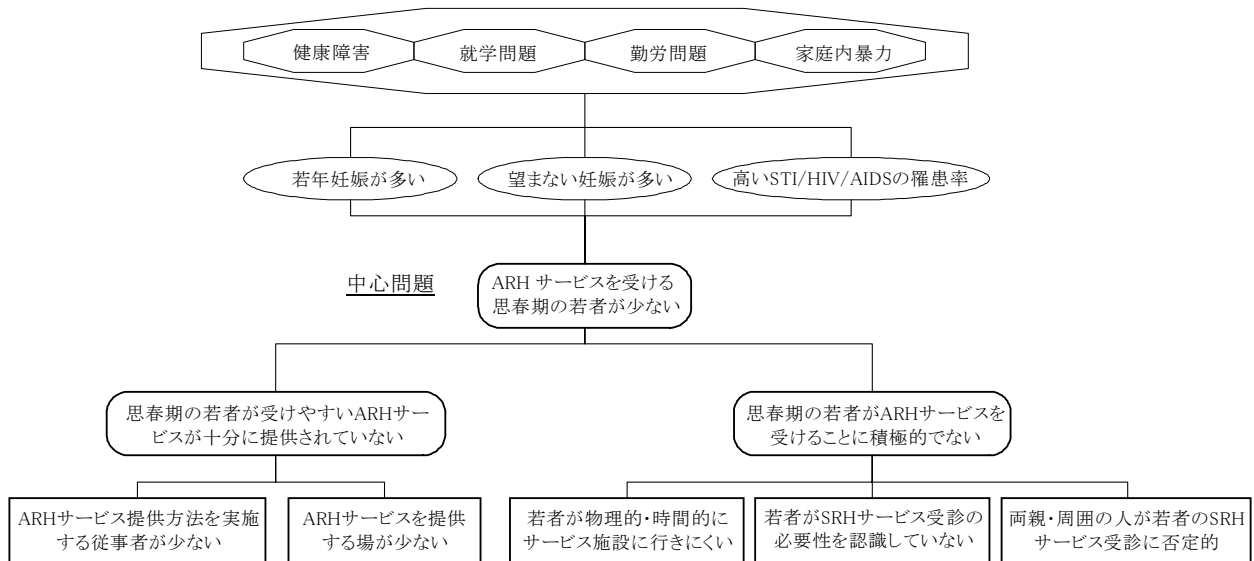 健康障害
就学問題
勤労問題
家庭内暴力
若年妊娠が多い
望まない妊娠が多い
高いSTI/HIV/AIDSの罹患率
中心問題
ARH サービスを受ける
思春期の若者が少ない
思春期の若者が受けやすいARHサー
ビスが十分に提供されていない
思春期の若者がARHサービスを
受けることに積極的でない
ARHサービス提供方法を実施
する従事者が少ない
ARHサービスを提供
する場が少ない
若者が物理的・時間的に
サービス施設に行きにくい
若者がSRHサービス受診の
必要性を認識していない
両親・周囲の人が若者のSRH
サービス受診に否定的